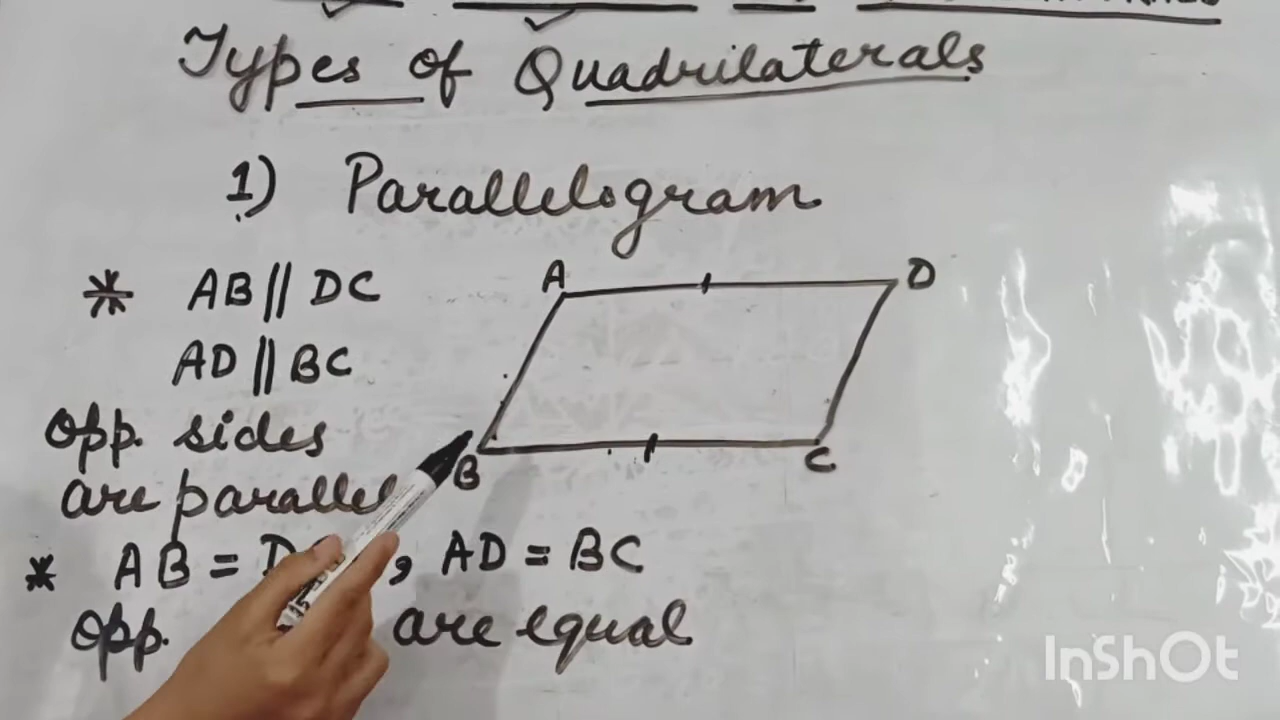 Types of Quadrilaterals
1) Parallelogram
* AB || DC
AD || BC
opp. sides
are parallel
A
D
B
C
* AB = D , AD = BC
opp. are equal
InShOt